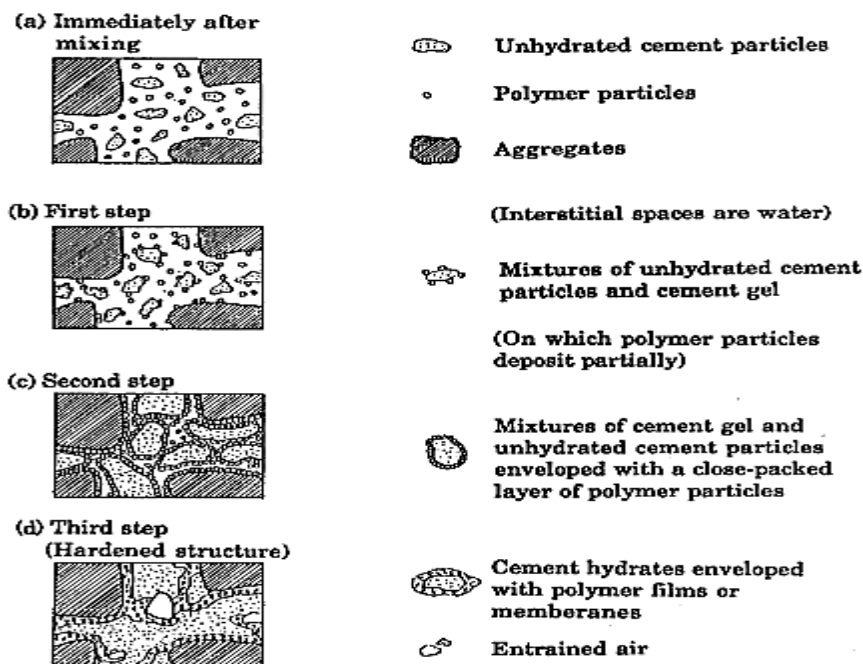 (a) Immediately after
mixing
Unhydrated cement particles
Polymer particles
Aggregates
(b) First step
(Interstitial spaces are water)
Mixtures of unhydrated cement
particles and cement gel
(On which polymer particles
deposit partially)
(c) Second step
Mixtures of cement gel and
unhydrated cement particles
enveloped with a close-packed
layer of polymer particles
(d) Third step
(Hardened structure)
Cement hydrates enveloped
with polymer films or
memberanes
Entrained air